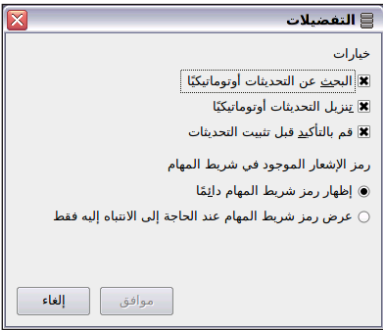 التفضيلات
خيارات
البحث عن التحديثات أوتوماتيكيًا
تنزيل التحديثات أوتوماتيكيًا
قم بالتأكيد قبل تثبيت التحديثات
رمز الإشعار الموجود في شريط المهام
إظهار رمز شريط المهام دائِمًا
عرض رمز شريط المهام عند الحاجة إلى الانتباه إليه فقط
موافق
إلغاء